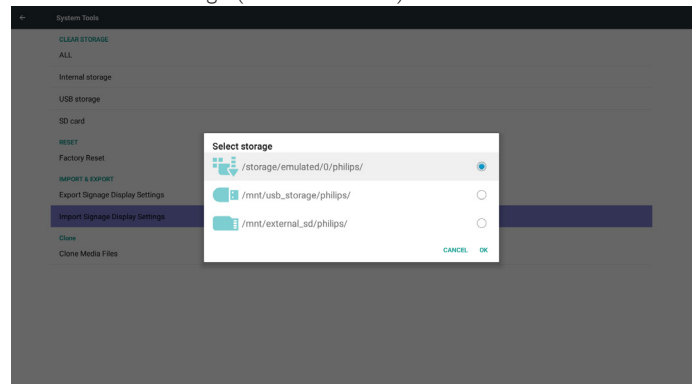 System Tools
CLEAR STORAGE
ALL
Internal storage
USB storage
SD card
RESET
Factory Reset
IMPORT & EXPORT
Export Signage Display Settings
Import Signage Display Settings
Clone
Clone Media Files
Select storage
/storage/emulated/0/philips/
/mnt/usb_storage/philips/
/mnt/external_sd/philips/
CANCEL OK